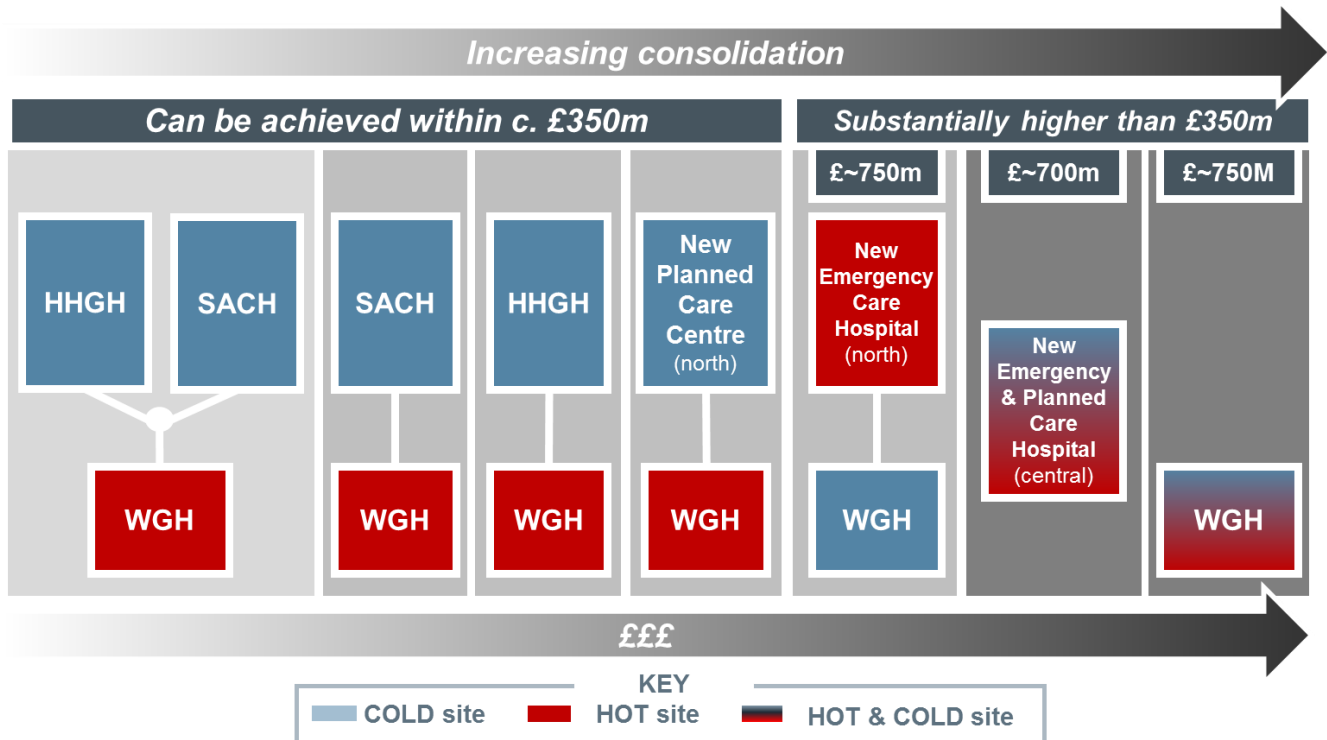 Increasing consolidation
Can be achieved within c. £350m
Substantially higher than £350m
£~750m
£~700m
£~750M
HHGH
SACH
SACH
HHGH
New
Planned
Care
Centre
(north)
New
Emergency
Care
Hospital
(north)
New
Emergency
& Planned
Care
Hospital
(central)
WGH
WGH
WGH
WGH
WGH
WGH
£££
KEY
COLD site
HOT site
HOT & COLD site